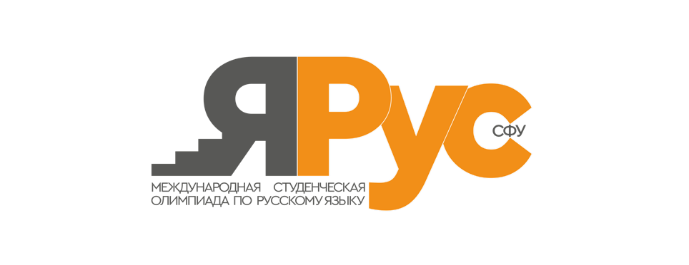 ЯРус
СФУ
МЕЖДУНАРОДНАЯ СТУДЕНЧЕСКАЯ
ОЛИМПИАДА ПО РУССКОМУ ЯЗЫКУ